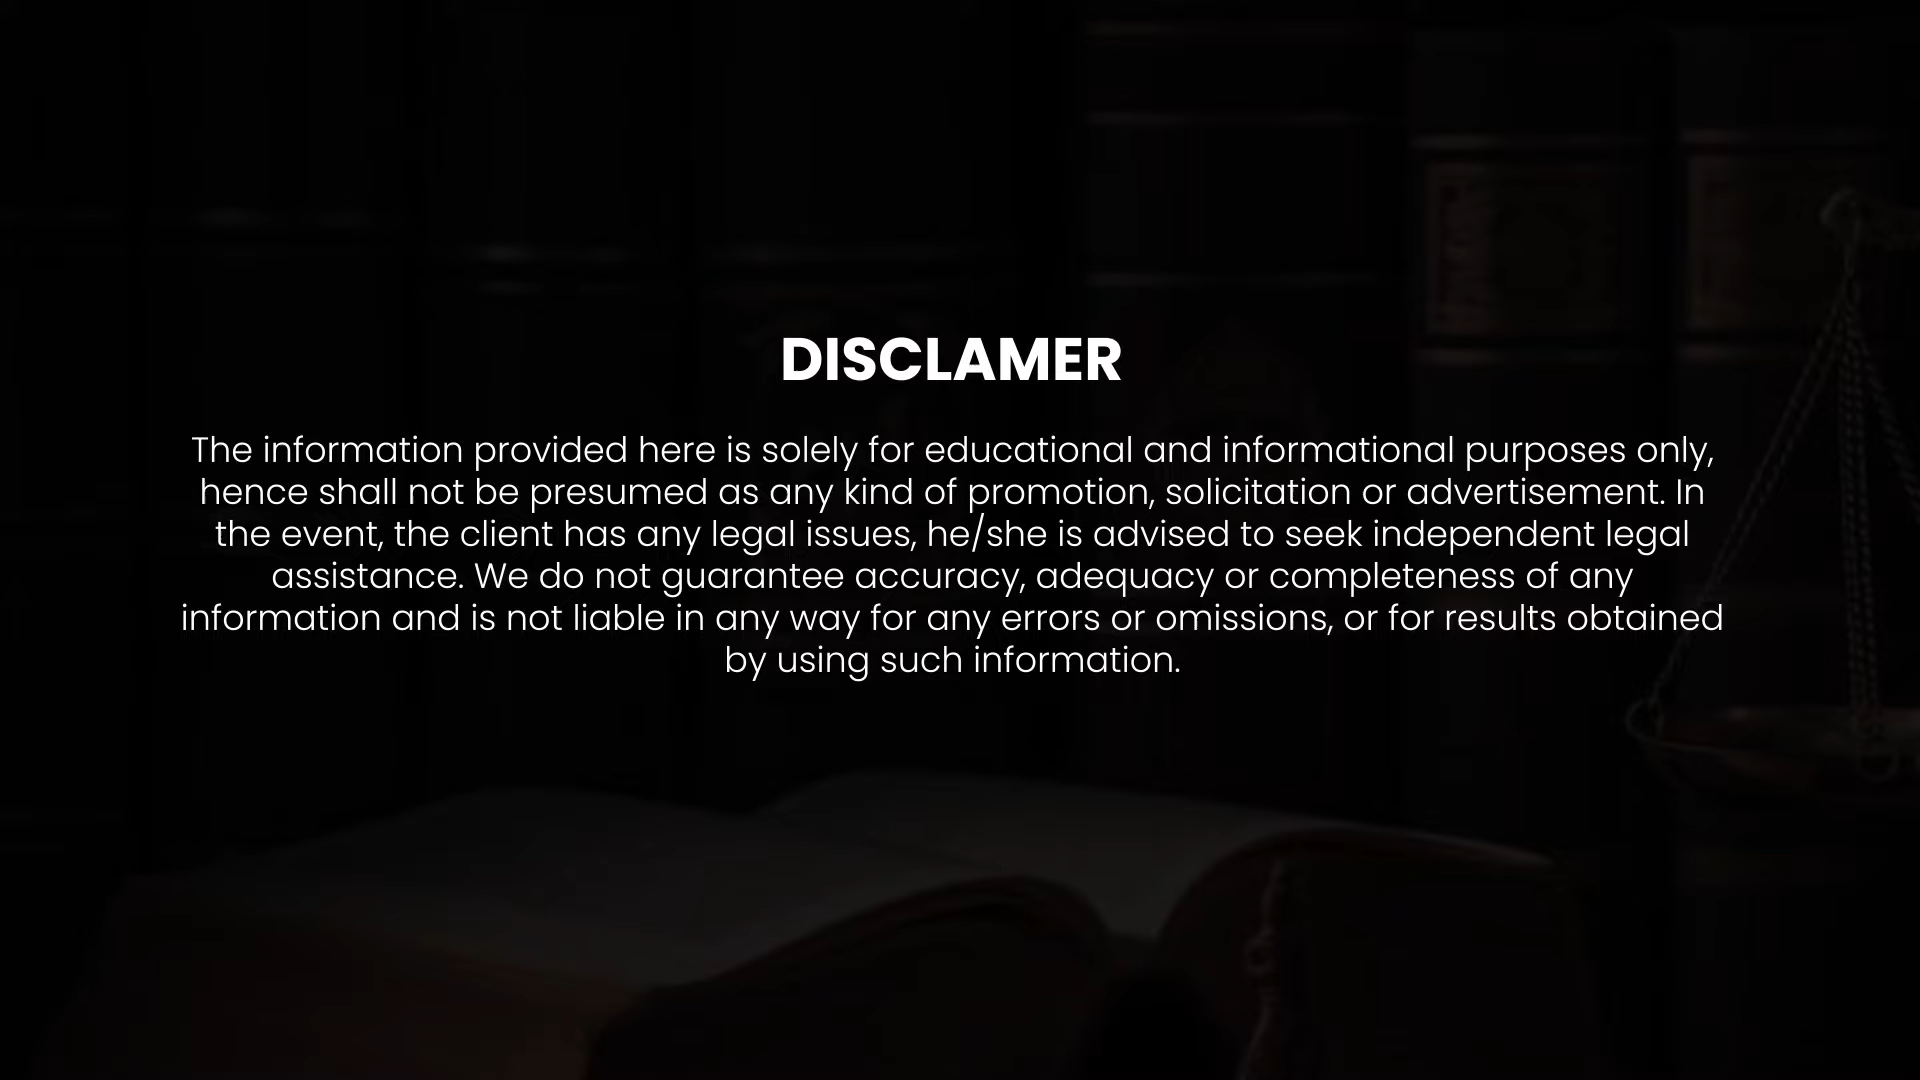 DISCLAMER
The information provided here is solely for educational and informational purposes only,
hence shall not be presumed as any kind of promotion, solicitation or advertisement. In
the event, the client has any legal issues, he/she is advised to seek independent legal
assistance. We do not guarantee accuracy, adequacy or completeness of any
information and is not liable in any way for any errors or omissions, or for results obtained
by using such information.